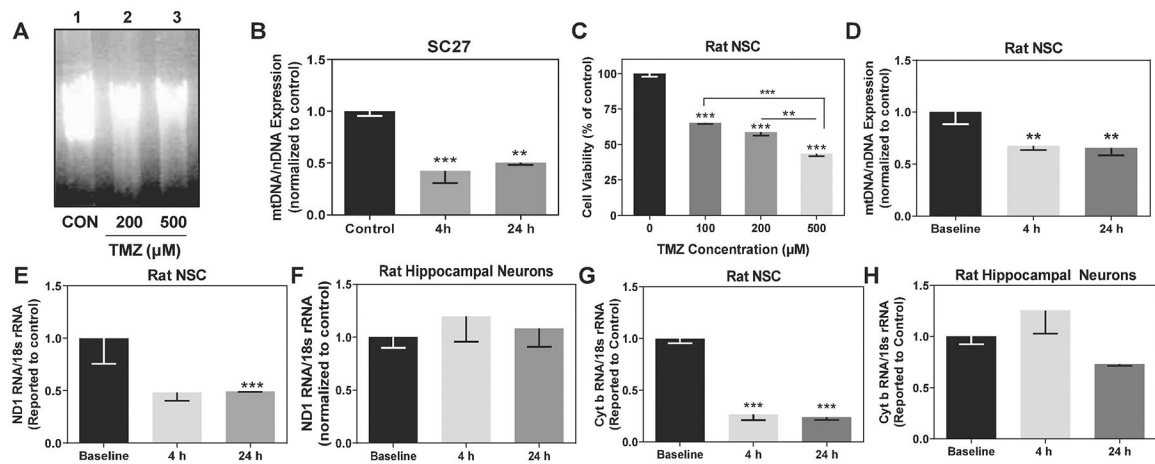 A
1 2 3
CON 200 500
TMZ (µM)
B
SC27
mtDNA/nDNA Expression
(normalized to control)
1.5
1.0
0.5
0.0
***
**
Control 4h 24 h
C
Rat NSC
Cell Viability (% of control)
100
75
50
25
0
***
**
***
***
***
0 100 200 500
TMZ Concentration (µM)
D
Rat NSC
mtDNA/nDNA Expression
(normalized to control)
1.5
1.0
0.5
0.0
**
**
Baseline 4 h 24 h
E
Rat NSC
ND1 RNA/18s rRNA
(Reported to control)
1.5
1.0
0.5
0.0
***
Baseline 4 h 24 h
F
Rat Hippocampal Neurons
ND1 RNA/18s rRNA
(normalized to control)
1.5
1.0
0.5
0.0
Baseline 4 h 24 h
G
Rat NSC
Cyt b RNA/18s rRNA
(Reported to Control)
1.5
1.0
0.5
0.0
***
***
Baseline 4 h 24 h
H
Rat Hippocampal Neurons
Cyt b RNA/18s rRNA
(Reported to Control)
1.5
1.0
0.5
0.0
Baseline 4 h 24 h